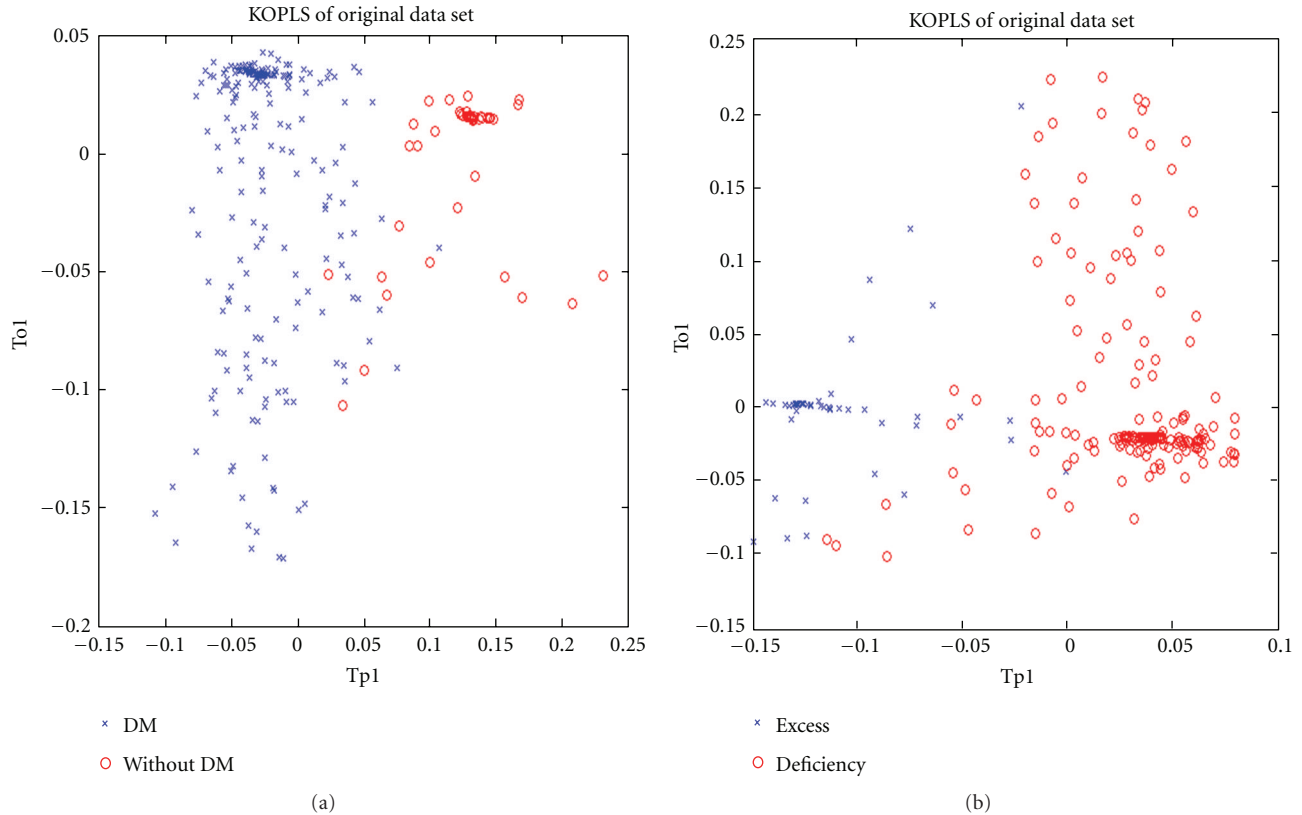 KOPLS of original data set
0.05
0
−0.05
−0.1
−0.15
−0.2
To1
−0.15
−0.1
−0.05
0
0.05
0.1
0.15
0.2
0.25
Tp1
× DM
○ Without DM
(a)
KOPLS of original data set
0.25
0.2
0.15
0.1
0.05
0
−0.05
−0.1
−0.15
To1
−0.15
−0.1
−0.05
0
0.05
0.1
Tp1
× Excess
○ Deficiency
(b)